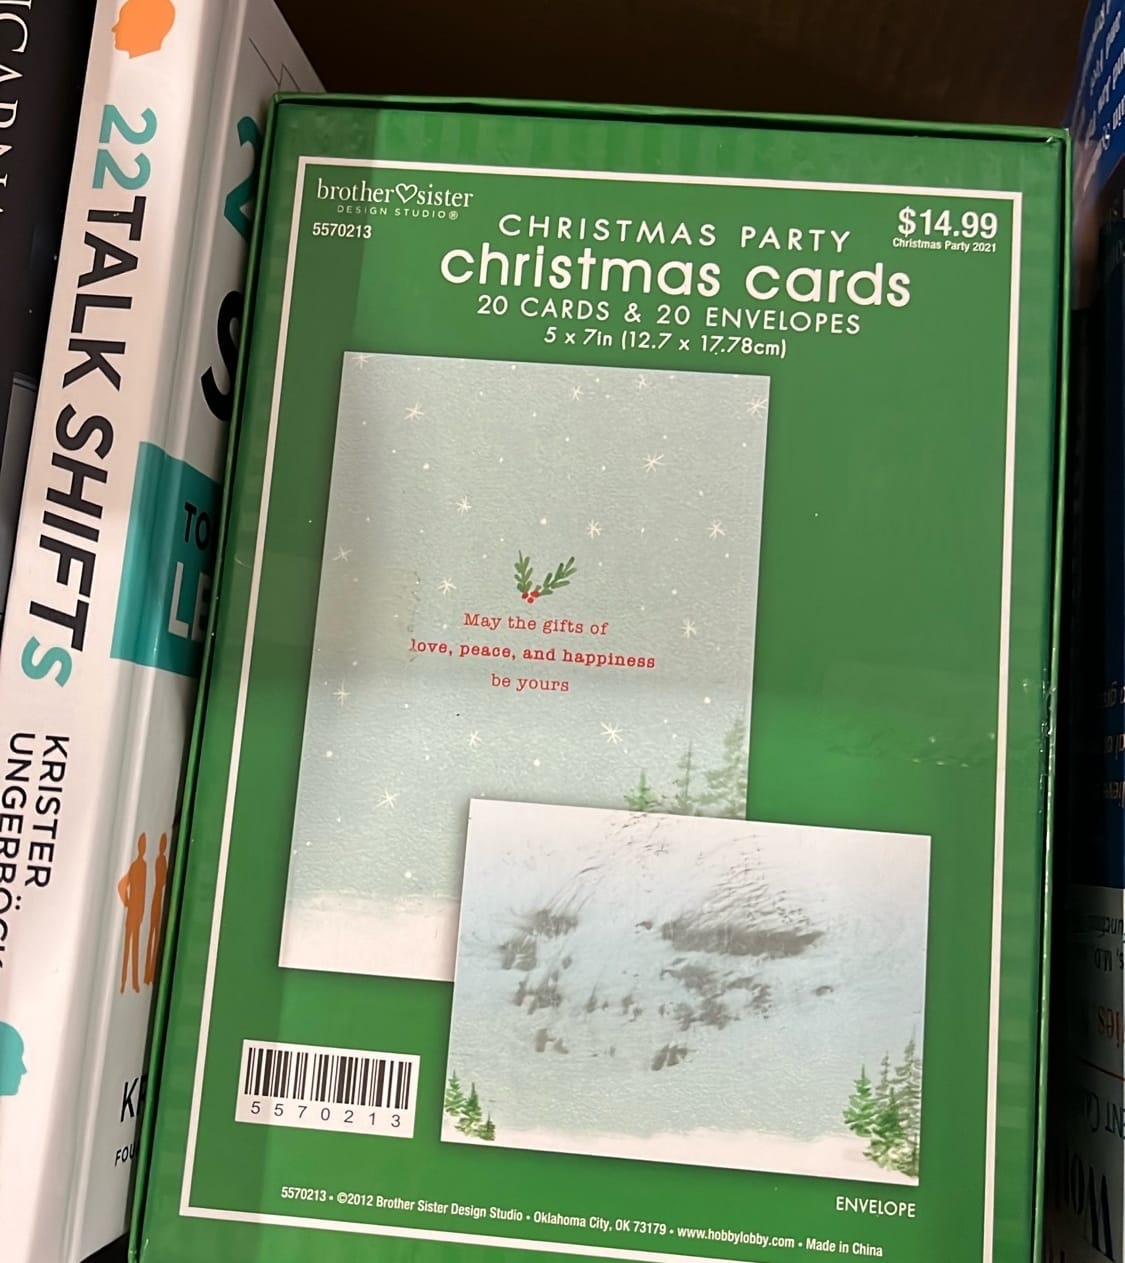 22 TALK SHIFTS
KRISTER
TO
brother♡sister
DESIGN STUDIO®
5570213
CHRISTMAS PARTY
christmas cards
20 CARDS & 20 ENVELOPES
5 x 7in (12.7 x 17.78cm)
$14.99
Christmas Party 2021
May the gifts of
love, peace, and happiness
be yours
5570213
ENVELOPE
5570213 • ©2012 Brother Sister Design Studio • Oklahoma City, OK 73179 • www.hobbylobby.com • Made in China